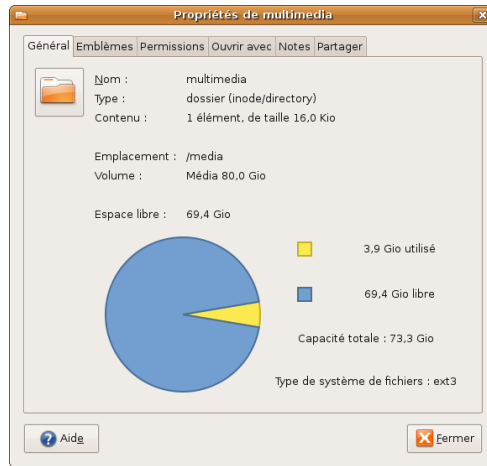 Propriétés de multimedia
Général Emblèmes Permissions Ouvrir avec Notes Partager
Nom : multimedia
Type : dossier (inode/directory)
Contenu : 1 élément, de taille 16,0 Kio
Emplacement : /media
Volume : Média 80,0 Gio
Espace libre : 69,4 Gio
3,9 Gio utilisé
69,4 Gio libre
Capacité totale : 73,3 Gio
Type de système de fichiers : ext3
Aide Fermer